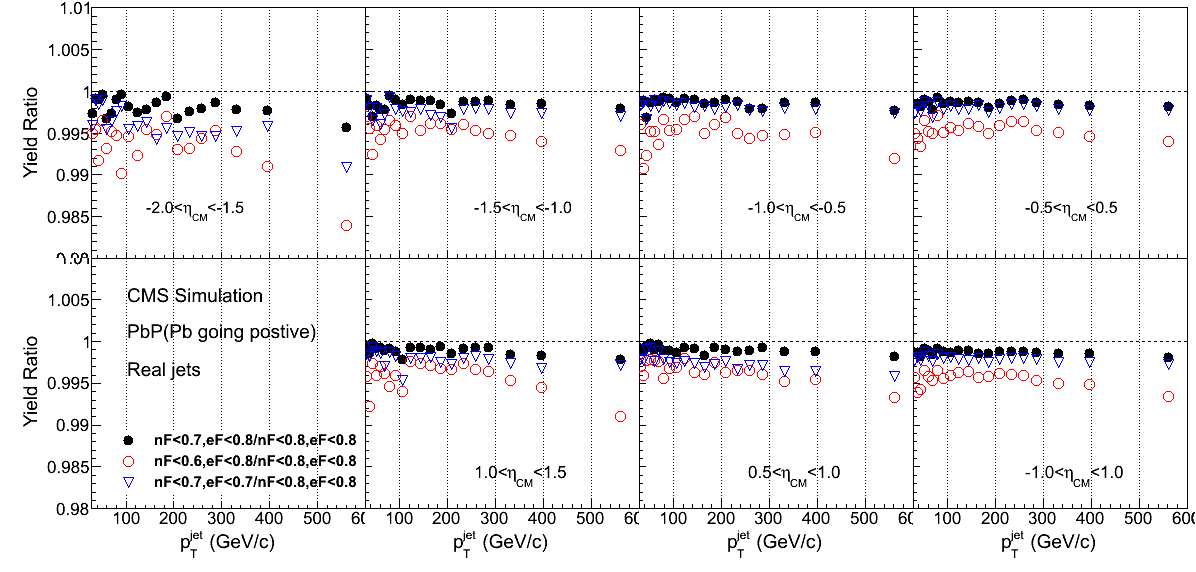 1.01
1.005
1
0.995
0.99
0.985
Yield Ratio
-2.0<η_CM<-1.5
-1.5<η_CM<-1.0
-1.0<η_CM<-0.5
-0.5<η_CM<0.5
1.005
1
0.995
0.99
0.985
0.98
Yield Ratio
CMS Simulation
PbP(Pb going postive)
Real jets
nF<0.7,eF<0.8/nF<0.8,eF<0.8
nF<0.6,eF<0.8/nF<0.8,eF<0.8
nF<0.7,eF<0.7/nF<0.8,eF<0.8
1.0<η_CM<1.5
0.5<η_CM<1.0
-1.0<η_CM<1.0
100 200 300 400 500 100 200 300 400 500 100 200 300 400 500 100 200 300 400 500 600
p_T^jet (GeV/c) p_T^jet (GeV/c) p_T^jet (GeV/c) p_T^jet (GeV/c)